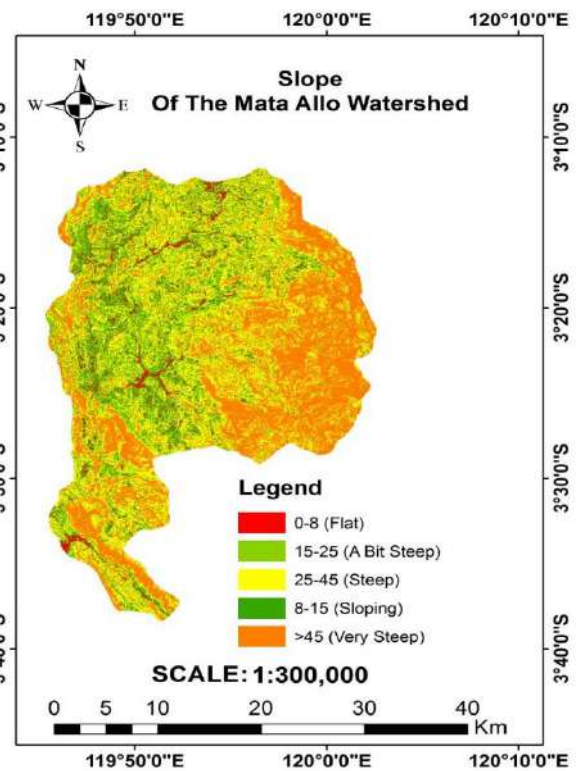 119°50'0"E 120°0'0"E 120°10'0"E
N
W E
S
Slope
Of The Mata Allo Watershed
3°10'0"S
3°20'0"S 3°20'0"S
3°30'0"S
3°40'0"S
Legend
0-8 (Flat)
15-25 (A Bit Steep)
25-45 (Steep)
8-15 (Sloping)
>45 (Very Steep)
SCALE: 1:300,000
0 5 10 20 30 40
Km
119°50'0"E 120°0'0"E 120°10'0"E